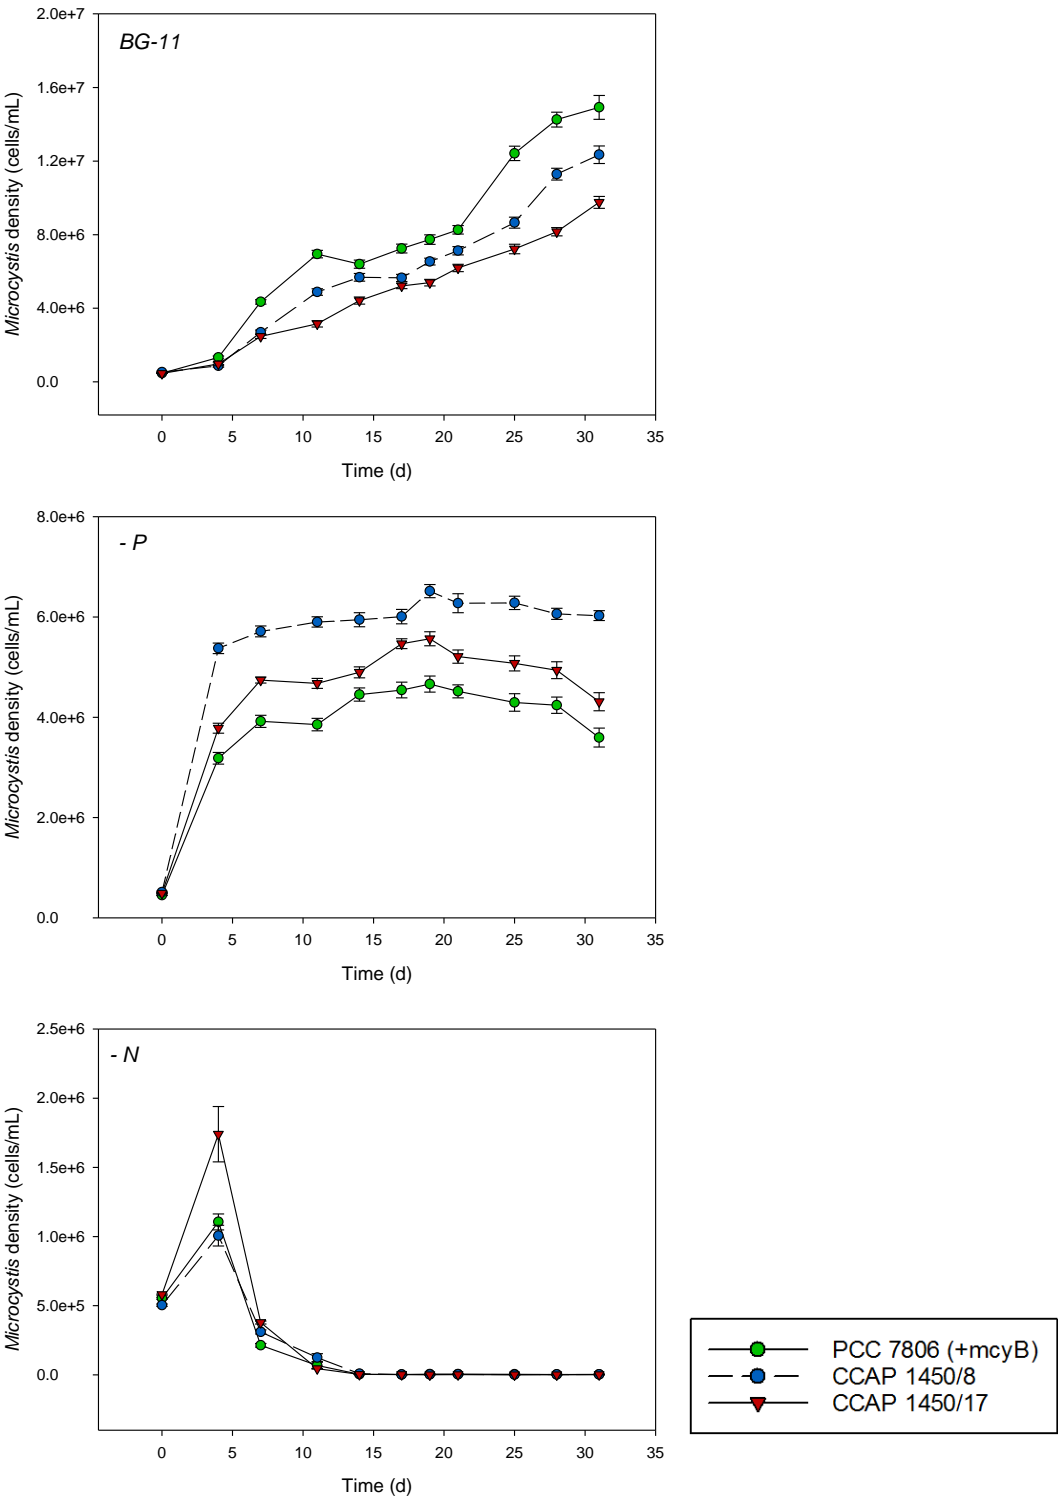 BG-11
2.0e+7
1.6e+7
1.2e+7
8.0e+6
4.0e+6
0.0
Microcystis density (cells/mL)
0 5 10 15 20 25 30 35
Time (d)
- P
8.0e+6
6.0e+6
4.0e+6
2.0e+6
0.0
Microcystis density (cells/mL)
0 5 10 15 20 25 30 35
Time (d)
- N
2.5e+6
2.0e+6
1.5e+6
1.0e+6
5.0e+5
0.0
Microcystis density (cells/mL)
0 5 10 15 20 25 30 35
Time (d)
PCC 7806 (+mcyB)
CCAP 1450/8
CCAP 1450/17